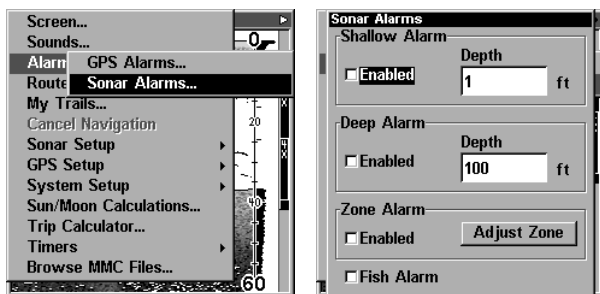 Screen...
Sounds...
Alarm
GPS Alarms...
Route
Sonar Alarms...
My Trails...
Cancel Navigation
Sonar Setup
GPS Setup
System Setup
Sun/Moon Calculations...
Trip Calculator...
Timers
Browse MMC Files...
0
20
40
60
Sonar Alarms
Shallow Alarm
Depth
Enabled
1 ft
Deep Alarm
Depth
Enabled
100 ft
Zone Alarm
Enabled
Adjust Zone
Fish Alarm